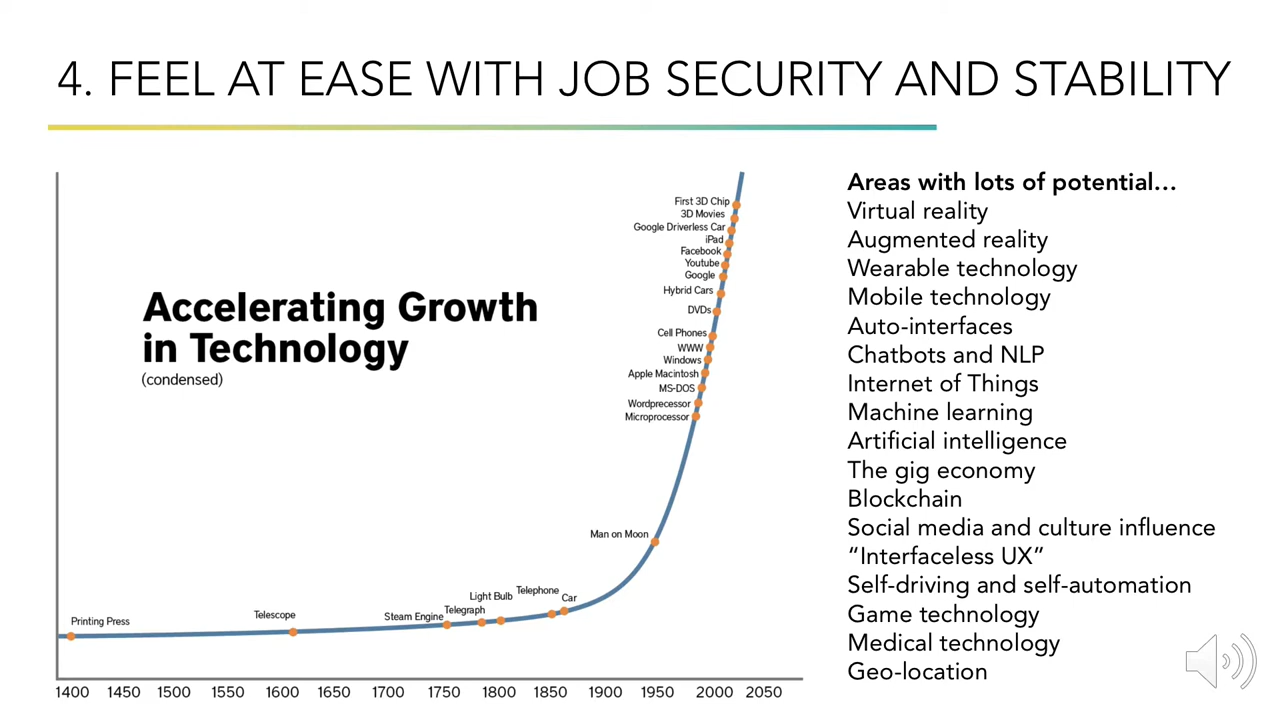 4. FEEL AT EASE WITH JOB SECURITY AND STABILITY
Accelerating Growth
in Technology
(condensed)
First 3D Chip
3D Movies
Google Driverless Car
iPad
Facebook
Youtube
Google
Hybrid Cars
DVDs
Cell Phones
WWW
Windows
Apple Macintosh
MS-DOS
Wordprecessor
Microprocessor
Man on Moon
Car
Telephone
Light Bulb
Telegraph
Steam Engine
Telescope
Printing Press
1400 1450 1500 1550 1600 1650 1700 1750 1800 1850 1900 1950 2000 2050
Areas with lots of potential…
Virtual reality
Augmented reality
Wearable technology
Mobile technology
Auto-interfaces
Chatbots and NLP
Internet of Things
Machine learning
Artificial intelligence
The gig economy
Blockchain
Social media and culture influence
“Interfaceless UX”
Self-driving and self-automation
Game technology
Medical technology
Geo-location